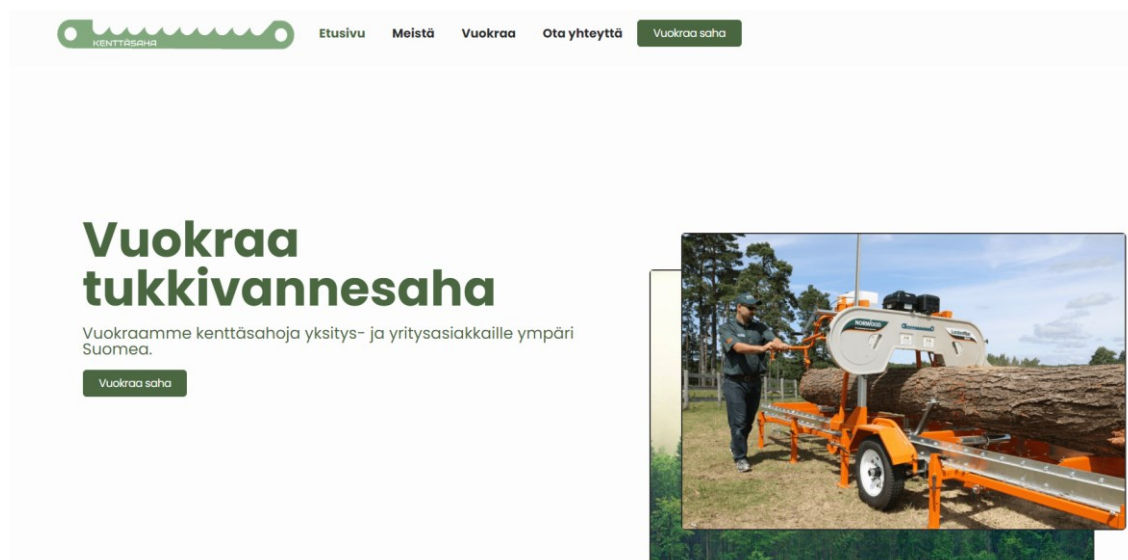 KENTTÄSAHA
Etusivu
Meistä
Vuokraa
Ota yhteyttä
Vuokraa saha
Vuokraa
tukkivannesaha
Vuokraamme kenttäsahoja yksitys- ja yritysasiakkaille ympäri
Suomea.
Vuokraa saha
NORWOOD